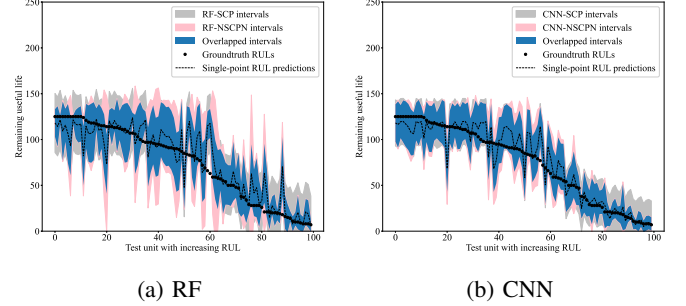 250
200
150
100
50
0
Remaining useful life
RF-SCP intervals
RF-NSCPN intervals
Overlapped intervals
Groundtruth RULs
Single-point RUL predictions
0 20 40 60 80 100
Test unit with increasing RUL
(a) RF
250
200
150
100
50
0
Remaining useful life
CNN-SCP intervals
CNN-NSCPN intervals
Overlapped intervals
Groundtruth RULs
Single-point RUL predictions
0 20 40 60 80 100
Test unit with increasing RUL
(b) CNN